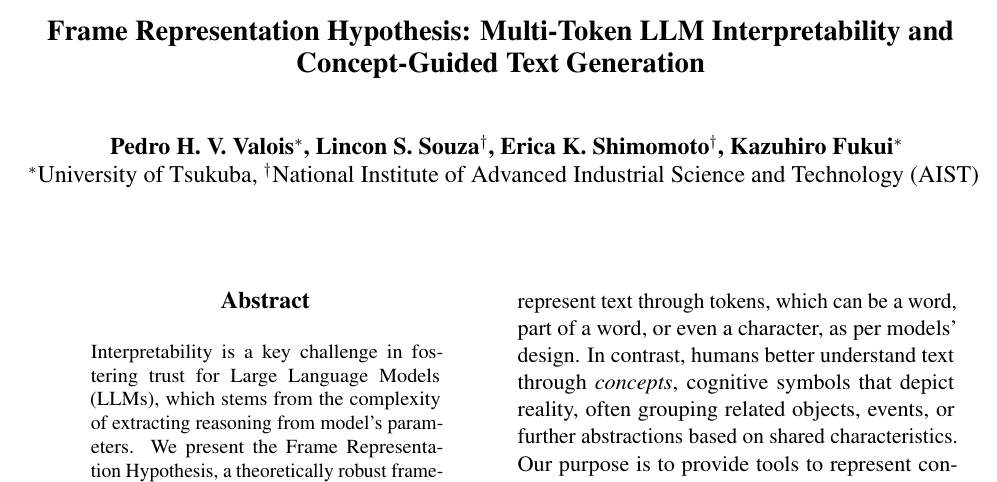 Frame Representation Hypothesis: Multi-Token LLM Interpretability and
Concept-Guided Text Generation
Pedro H. V. Valois*, Lincon S. Souza†, Erica K. Shimomoto†, Kazuhiro Fukui*
*University of Tsukuba, †National Institute of Advanced Industrial Science and Technology (AIST)
Abstract
Interpretability is a key challenge in fos-
tering trust for Large Language Models
(LLMs), which stems from the complexity
of extracting reasoning from model's param-
eters. We present the Frame Representa-
tion Hypothesis, a theoretically robust frame-
represent text through tokens, which can be a word,
part of a word, or even a character, as per models'
design. In contrast, humans better understand text
through concepts, cognitive symbols that depict
reality, often grouping related objects, events, or
further abstractions based on shared characteristics.
Our purpose is to provide tools to represent con-